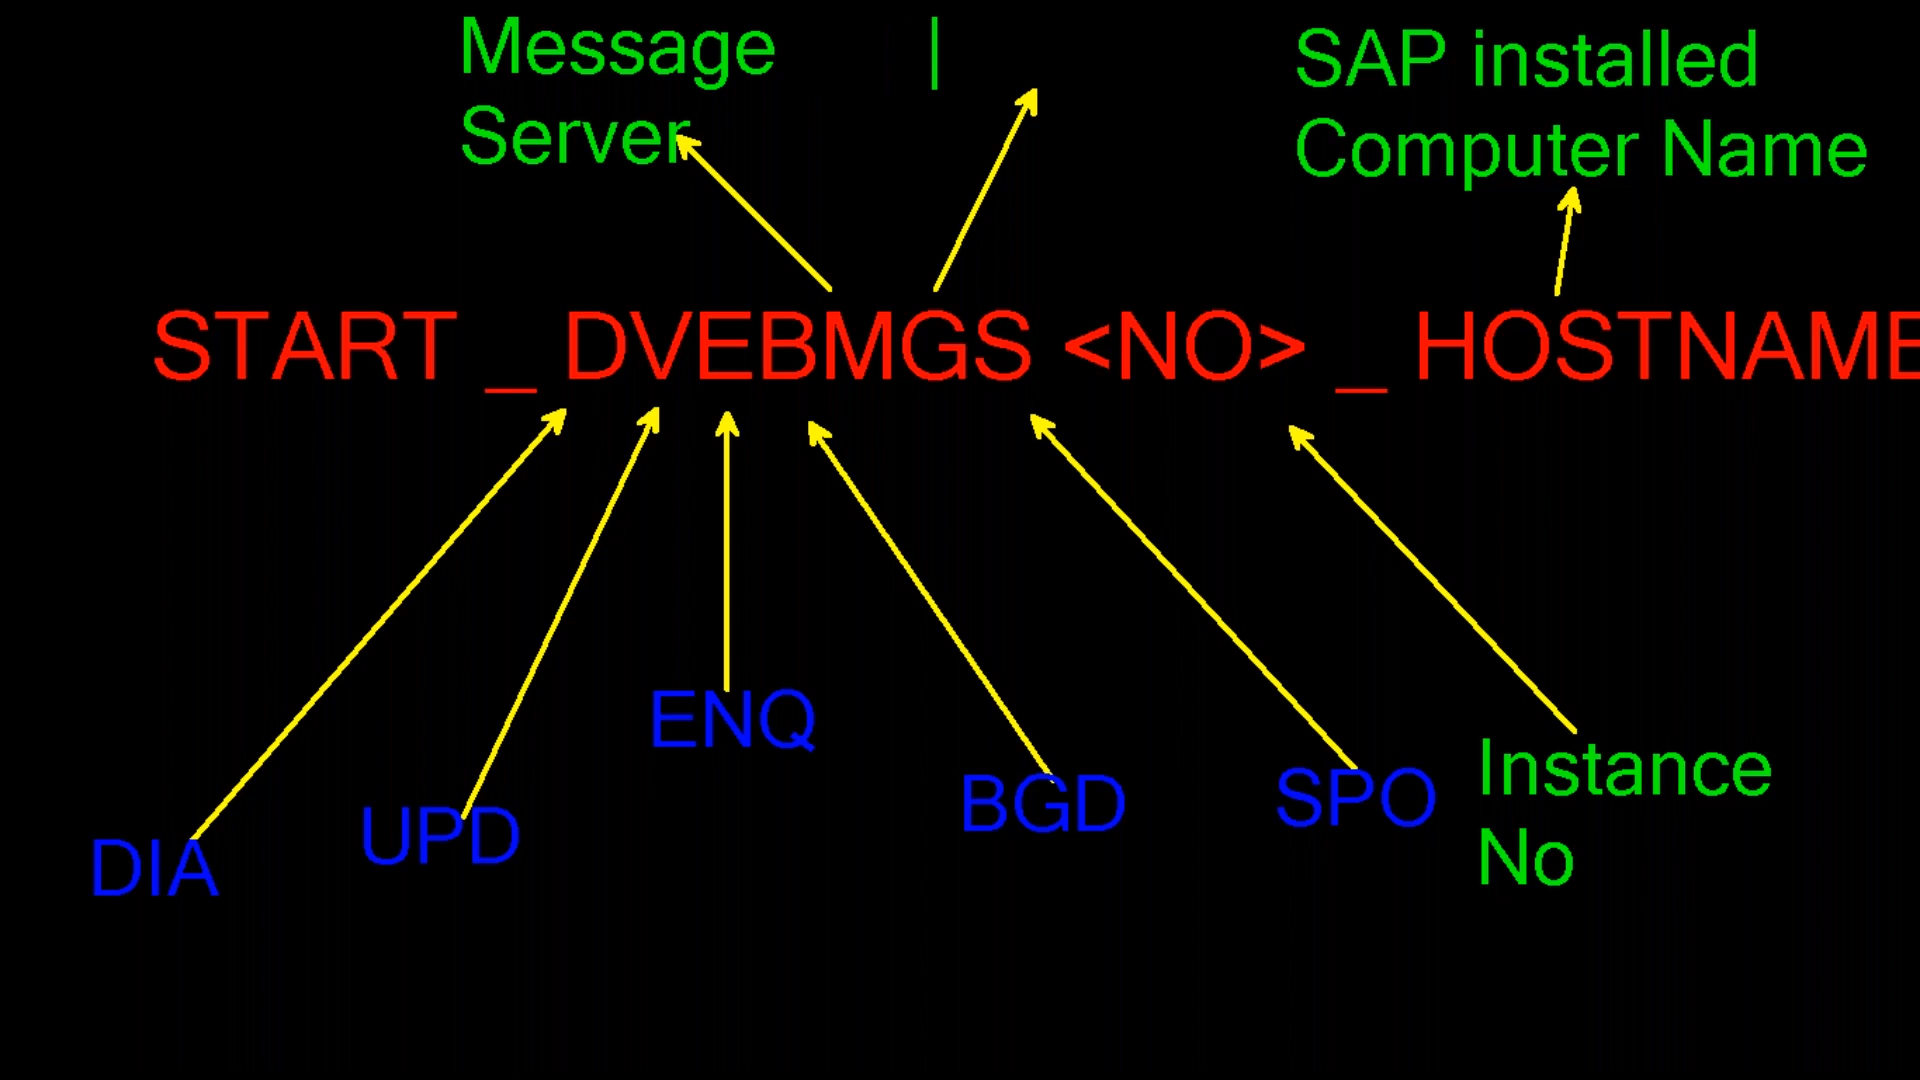 Message
Server
|
SAP installed
Computer Name
START _ DVEBMGS <NO> _ HOSTNAME
ENQ
DIA
UPD
BGD
SPO
Instance
No